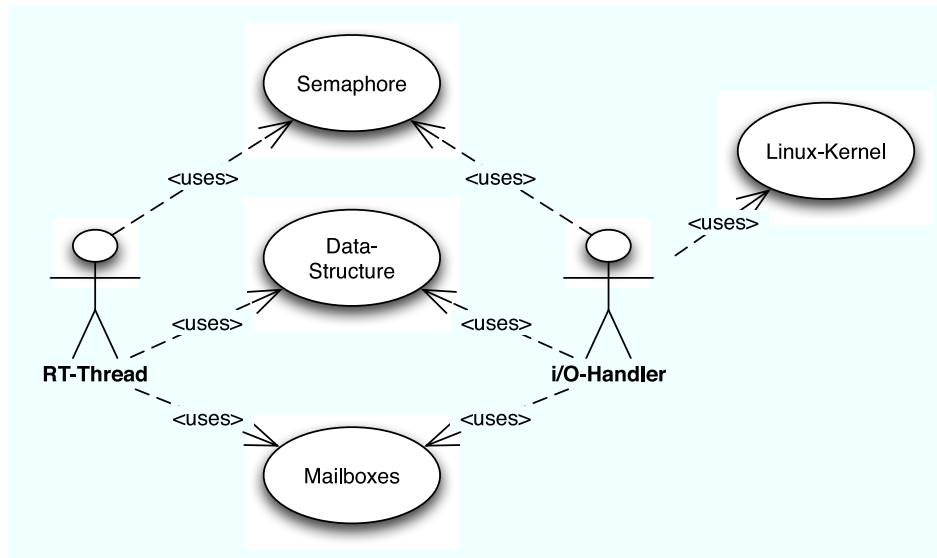 Semaphore
Linux-Kernel
<uses>
<uses>
<uses>
Data-
Structure
<uses>
<uses>
RT-Thread
i/O-Handler
<uses>
<uses>
Mailboxes